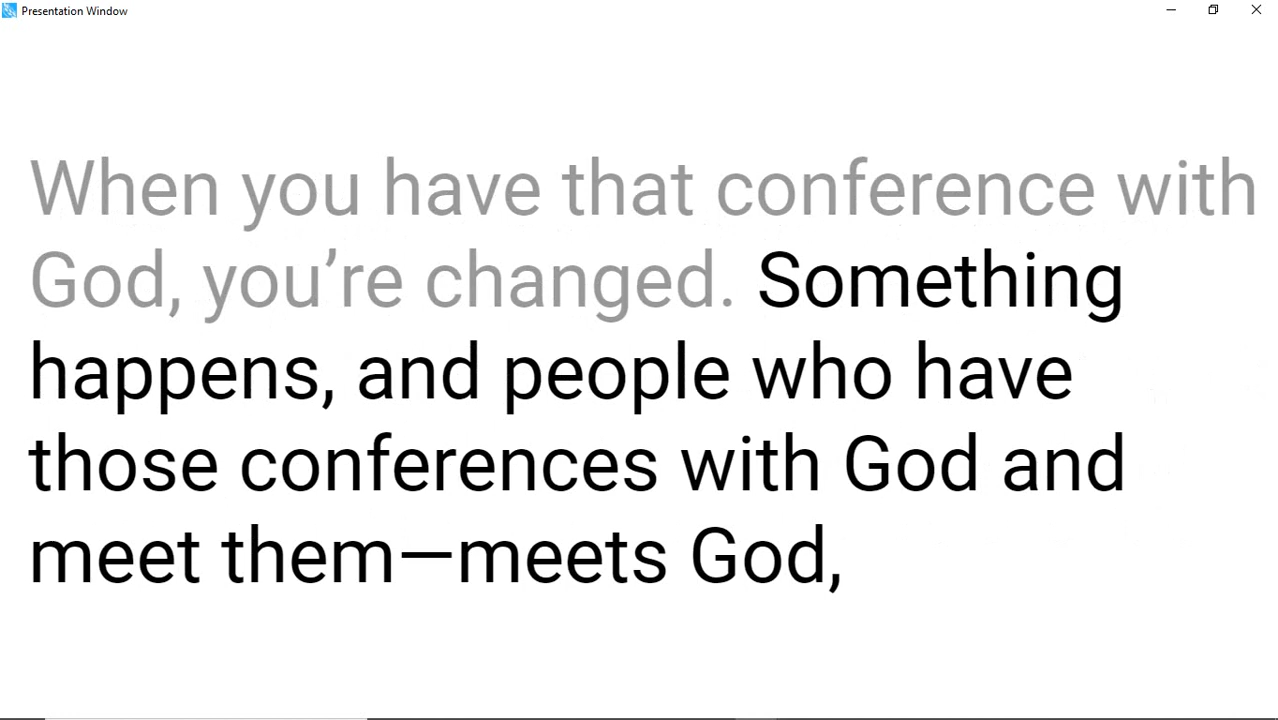 Presentation Window
When you have that conference with
God, you’re changed. Something
happens, and people who have
those conferences with God and
meet them—meets God,